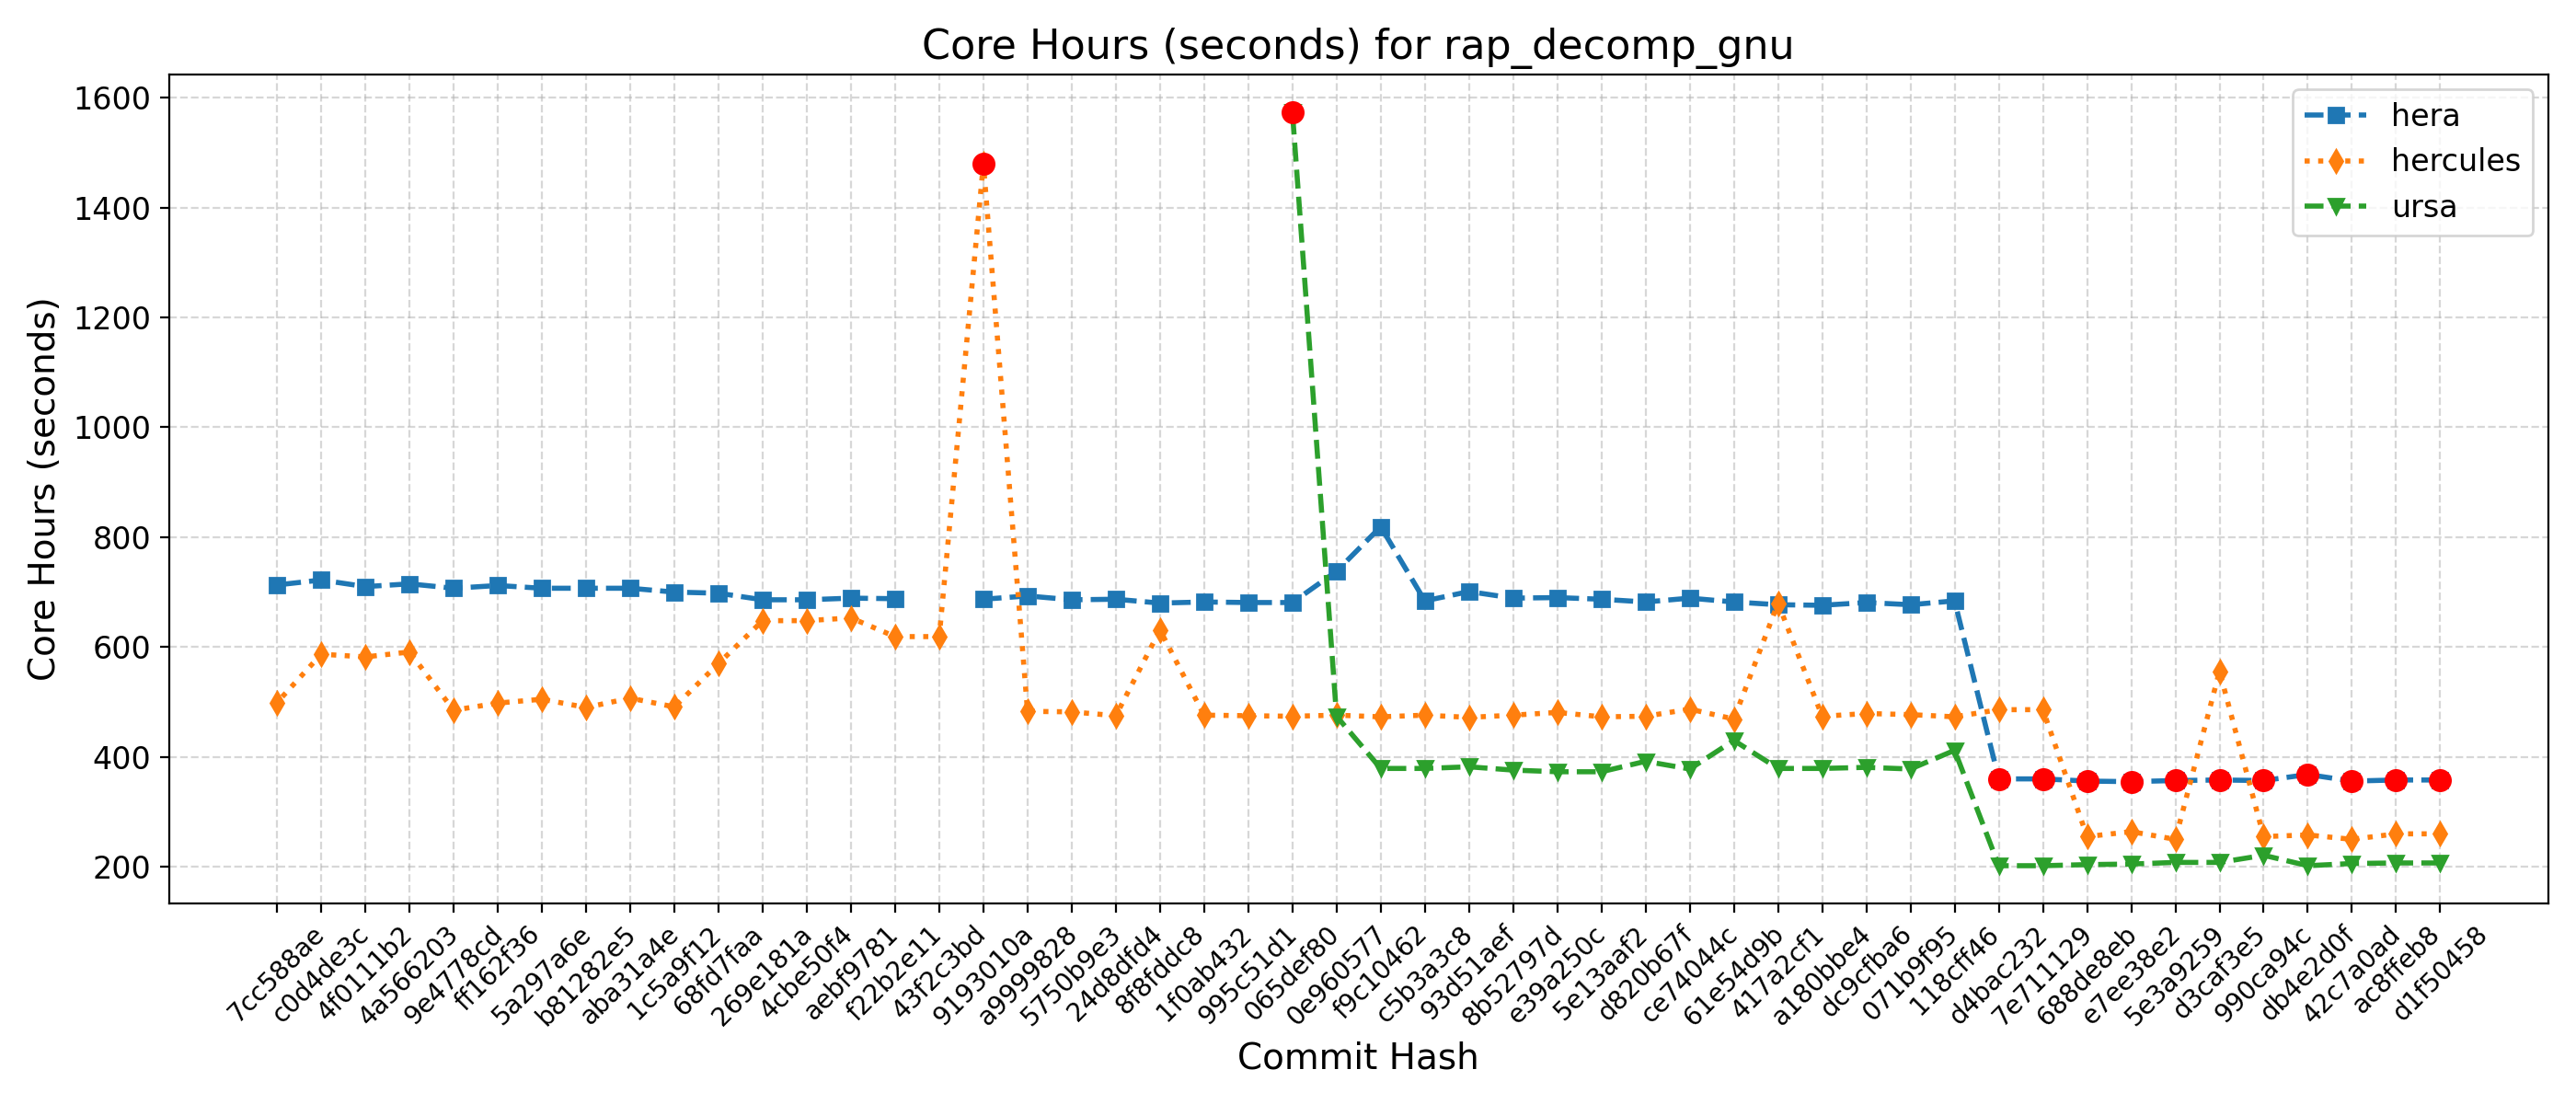 Core Hours (seconds) for rap_decomp_gnu
Core Hours (seconds)
1600
1400
1200
1000
800
600
400
200
hera
hercules
ursa
7cc588ae
c0d4de3c
4f0111b2
4a566203
9e4778cd
ff162f36
5a297a6e
b81282e5
aba31a4e
1c5a9f12
68fd7faa
269e181a
4cbe50f4
aebf9781
f22b2e11
43f2c3bd
9193010a
a9999828
5750b9e3
24d8dfd4
8f8fddc8
1f0ab432
995c51d1
065def80
0e960577
f9c10462
c5b3a3c8
93d51aef
8b52797d
e39a250c
5e13aaf2
d820b67f
ce74044c
61e54d9b
417a2cf1
a180bbe4
dc9cfba6
071b9f95
118cff46
d4bac232
7e711129
688de8eb
e7ee38e2
5e3a9259
d3caf3e5
990ca94c
db4e2d0f
42c7a0ad
ac8ffeb8
d1f50458
Commit Hash